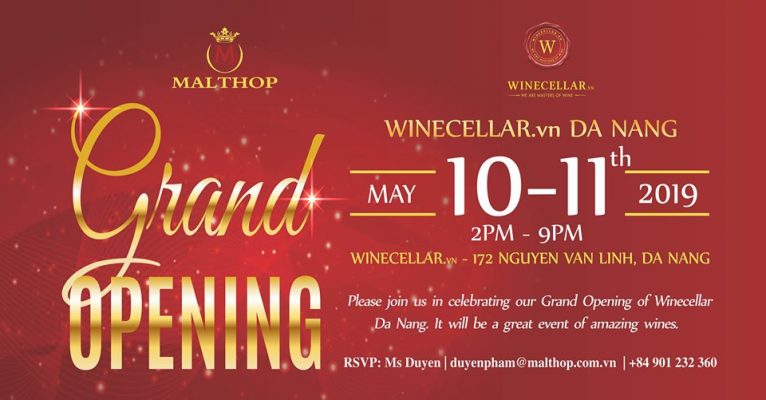 MALTHOP
W
WINECELLAR.VN
WE ARE MASTERS OF WINE
Grand
OPENING
WINECELLAR.vn DA NANG
MAY 10-11th 2019
2PM - 9PM
WINECELLAR.VN - 172 NGUYEN VAN LINH, DA NANG
Please join us in celebrating our Grand Opening of Winecellar
Da Nang. It will be a great event of amazing wines.
RSVP: Ms Duyen | duyenpham@malthop.com.vn | +84 901 232 360